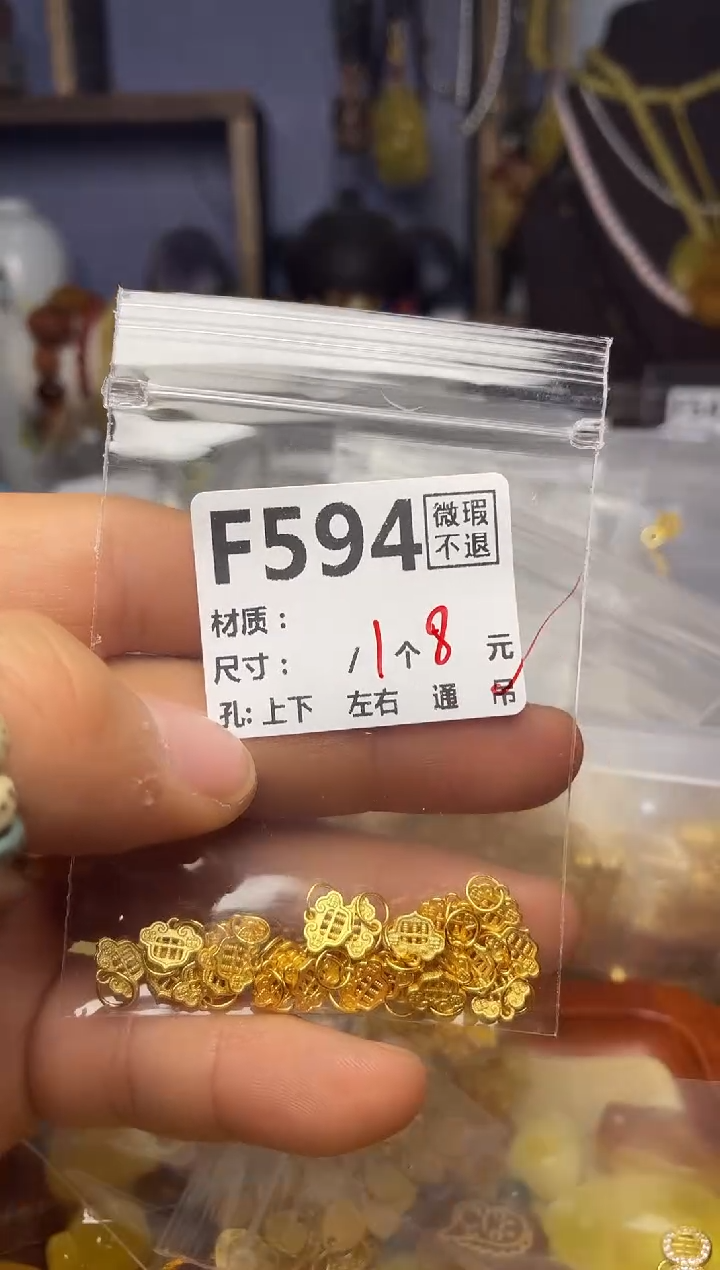 F594 微瑕
不退
材质：
尺寸： /1个8元
孔: 上下 左右 通 吊